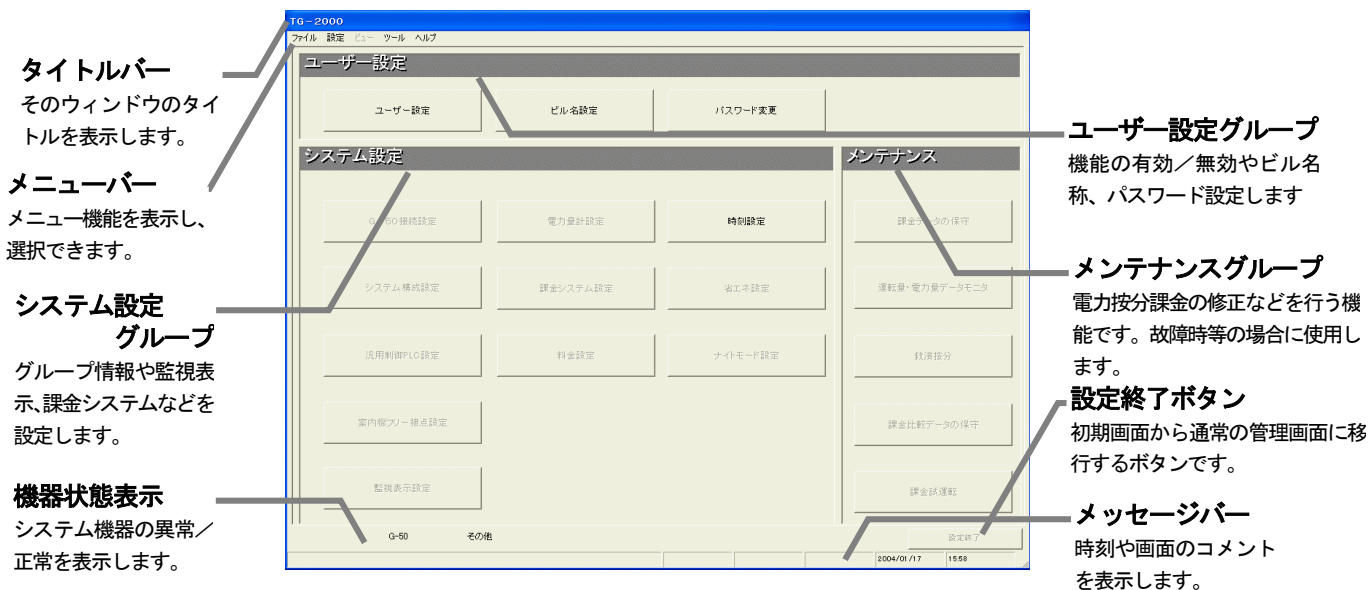 TG-2000
ファイル 設定 ビュー ツール ヘルプ
ユーザー設定
ユーザー設定 ビル名設定 パスワード変更
システム設定
メンテナンス
G-50接続設定 電力量計設定 時刻設定 課金データの保守
システム構成設定 課金システム設定 省エネ設定 運転量・電力量データモニタ
汎用制御PLC設定 料金設定 ナイトモード設定 救済按分
室内機フリー接点設定 課金比較データの保守
監視表示設定 課金試運転
G-50 その他 設定終了
2004/01/17 15:58
タイトルバー
そのウィンドウのタイ
トルを表示します。
メニューバー
メニュー機能を表示し、
選択できます。
システム設定
グループ
グループ情報や監視表
示、課金システムなどを
設定します。
機器状態表示
システム機器の異常／
正常を表示します。
ユーザー設定グループ
機能の有効／無効やビル名
称、パスワード設定します
メンテナンスグループ
電力按分課金の修正などを行う機
能です。故障時等の場合に使用し
ます。
設定終了ボタン
初期画面から通常の管理画面に移
行するボタンです。
メッセージバー
時刻や画面のコメント
を表示します。